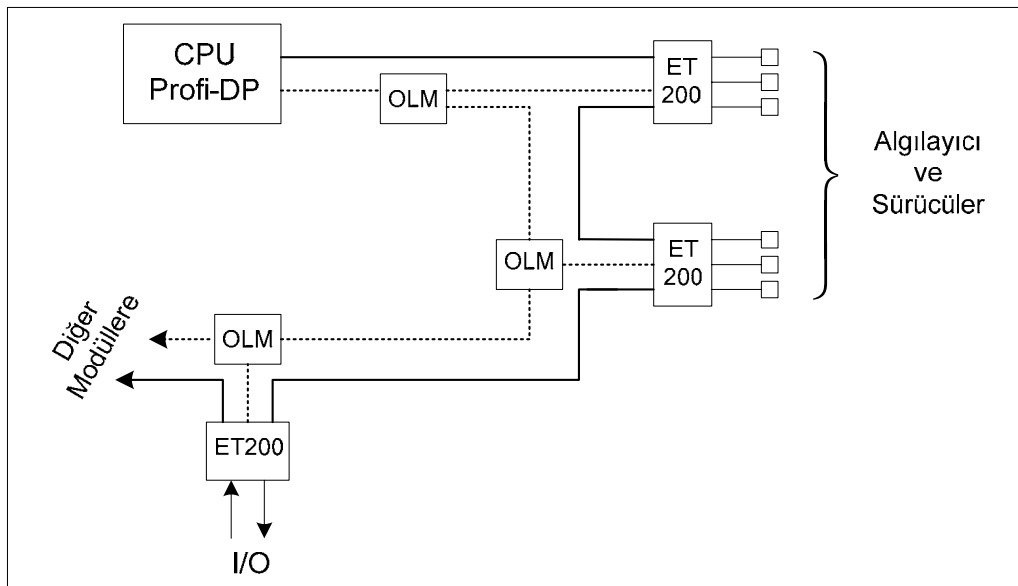 CPU
Profi-DP
OLM
ET
200
Algılayıcı
ve
Sürücüler
OLM
ET
200
Diğer
Modüllere
OLM
ET200
I/O